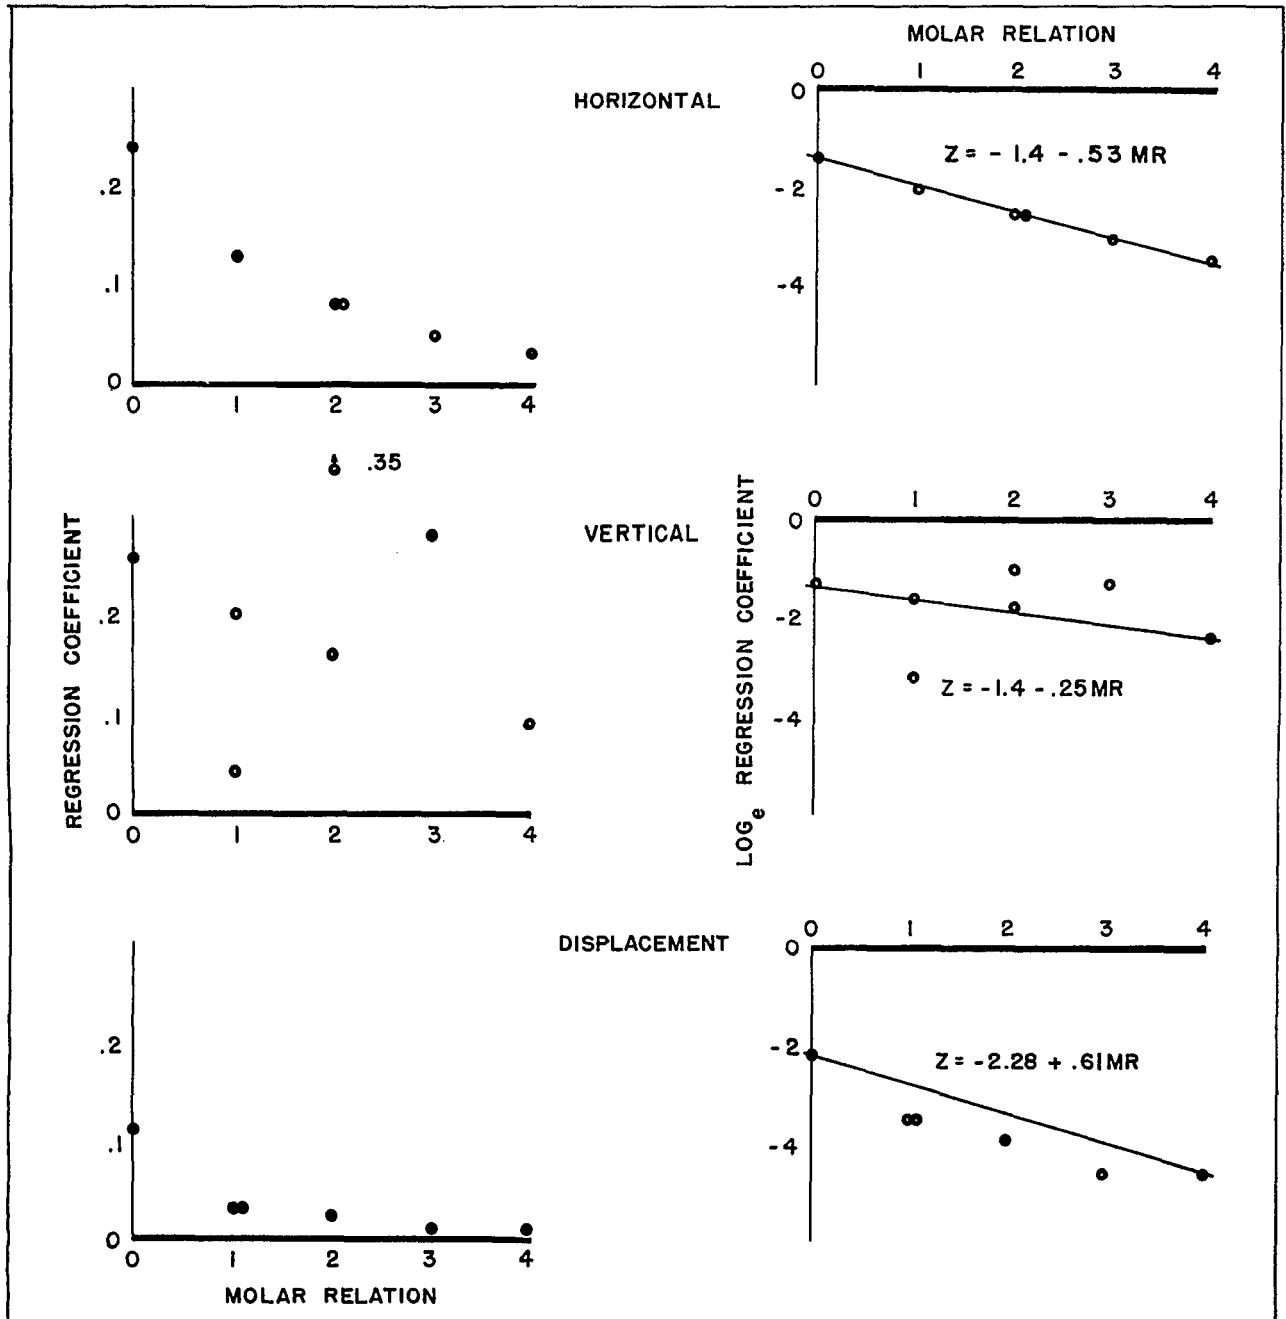 MOLAR RELATION
0 1 2 3 4
HORIZONTAL
0
Z = - 1.4 - .53 MR
.2
- 2
.1
- 4
0
0 1 2 3 4
.35
VERTICAL
REGRESSION COEFFICIENT
LOGe REGRESSION COEFFICIENT
0 1 2 3 4
0
.2
- 2
Z = -1.4 - .25 MR
.1
- 4
0
0 1 2 3 4
DISPLACEMENT
0 1 2 3 4
0
.2
- 2
Z = -2.28 + .61 MR
.1
- 4
0
0 1 2 3 4
MOLAR RELATION